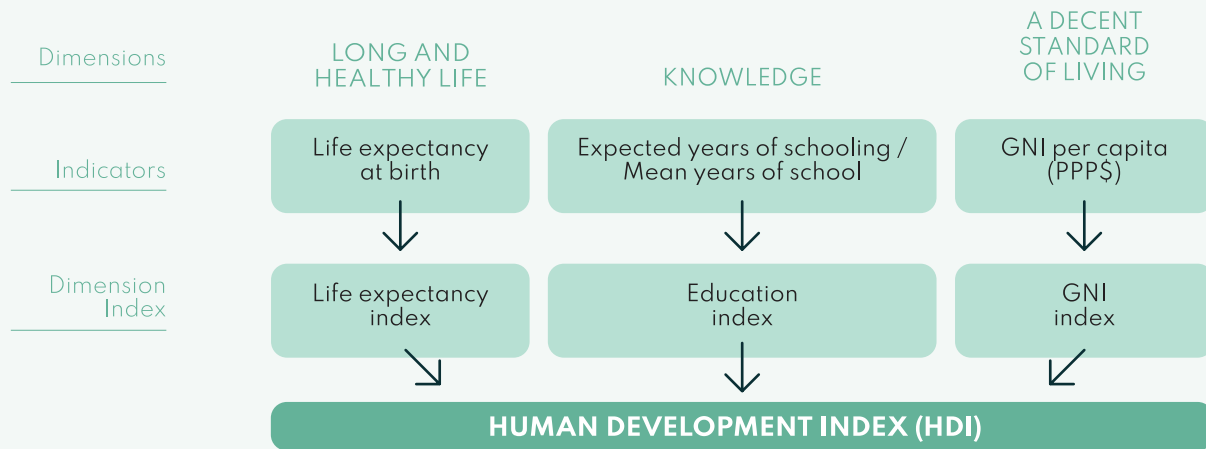 Dimensions
LONG AND
HEALTHY LIFE
KNOWLEDGE
A DECENT
STANDARD
OF LIVING
Indicators
Life expectancy
at birth
Expected years of schooling /
Mean years of school
GNI per capita
(PPP$)
Dimension
Index
Life expectancy
index
Education
index
GNI
index
HUMAN DEVELOPMENT INDEX (HDI)